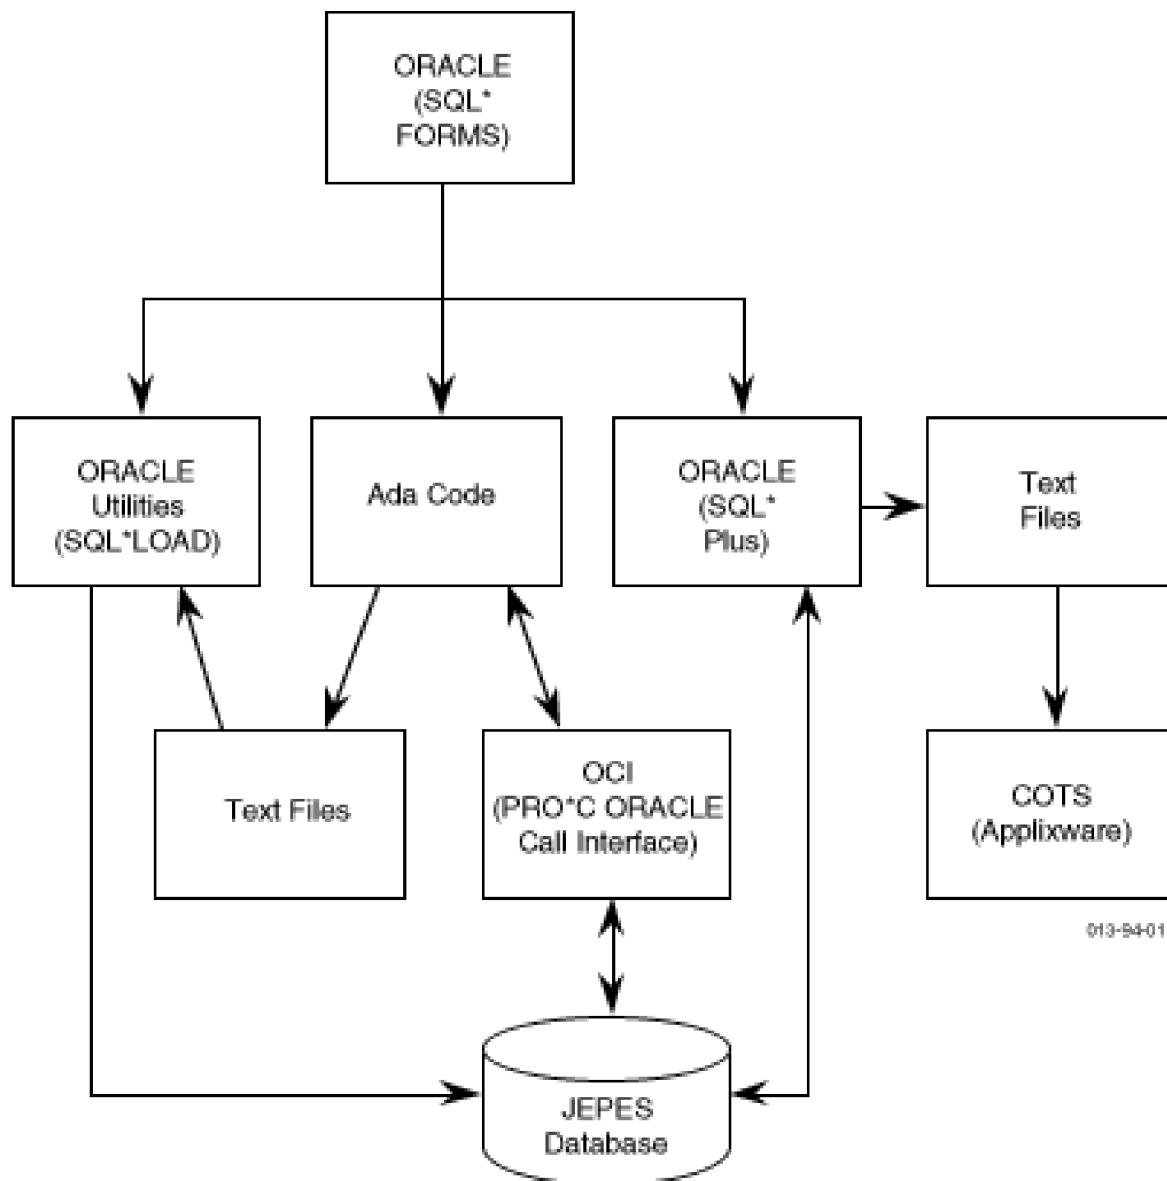 ORACLE
(SQL*
FORMS)
ORACLE
Utilities
(SQL*LOAD)
Ada Code
ORACLE
(SQL*
Plus)
Text
Files
Text Files
OCI
(PRO*C ORACLE
Call Interface)
COTS
(Applixware)
013-94-01
JEPES
Database